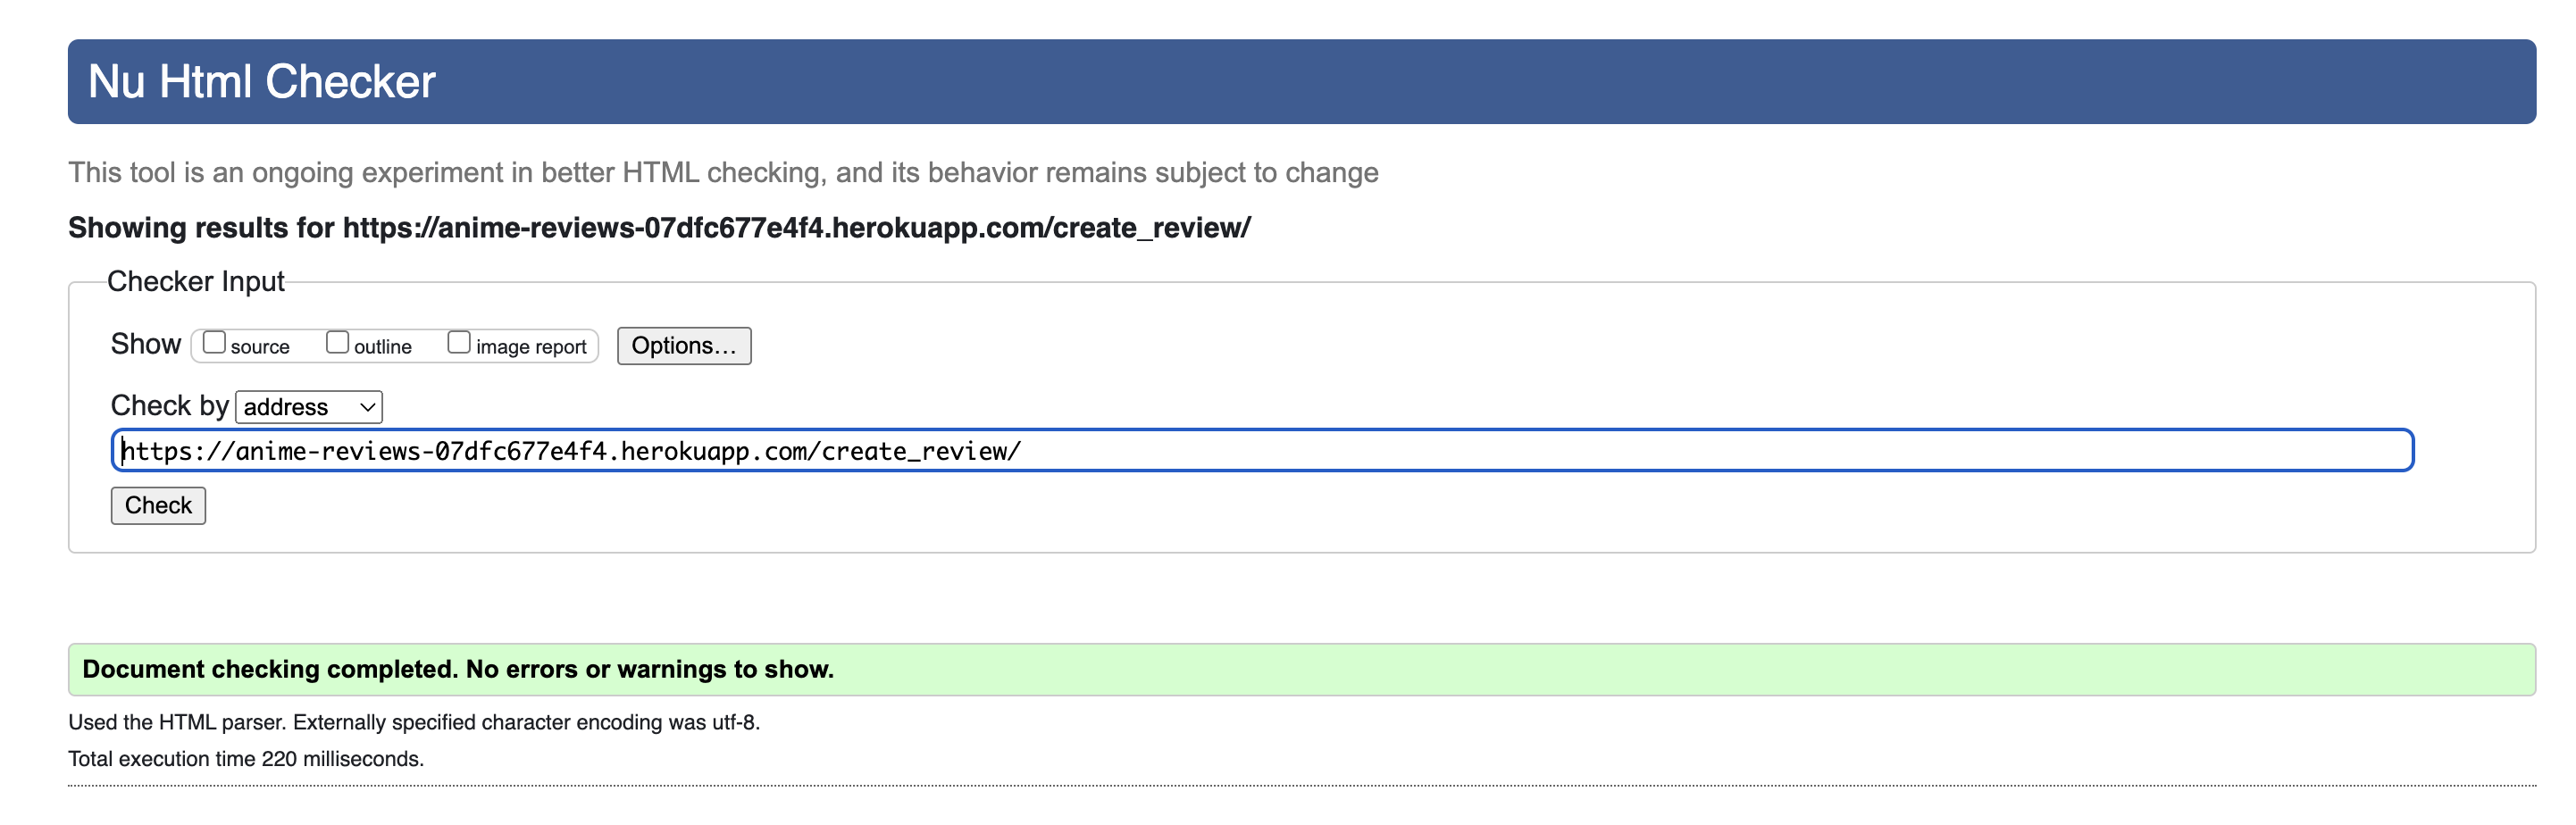 Nu Html Checker
This tool is an ongoing experiment in better HTML checking, and its behavior remains subject to change
Showing results for https://anime-reviews-07dfc677e4f4.herokuapp.com/create_review/
Checker Input
Show source outline image report Options...
Check by address
https://anime-reviews-07dfc677e4f4.herokuapp.com/create_review/
Check
Document checking completed. No errors or warnings to show.
Used the HTML parser. Externally specified character encoding was utf-8.
Total execution time 220 milliseconds.